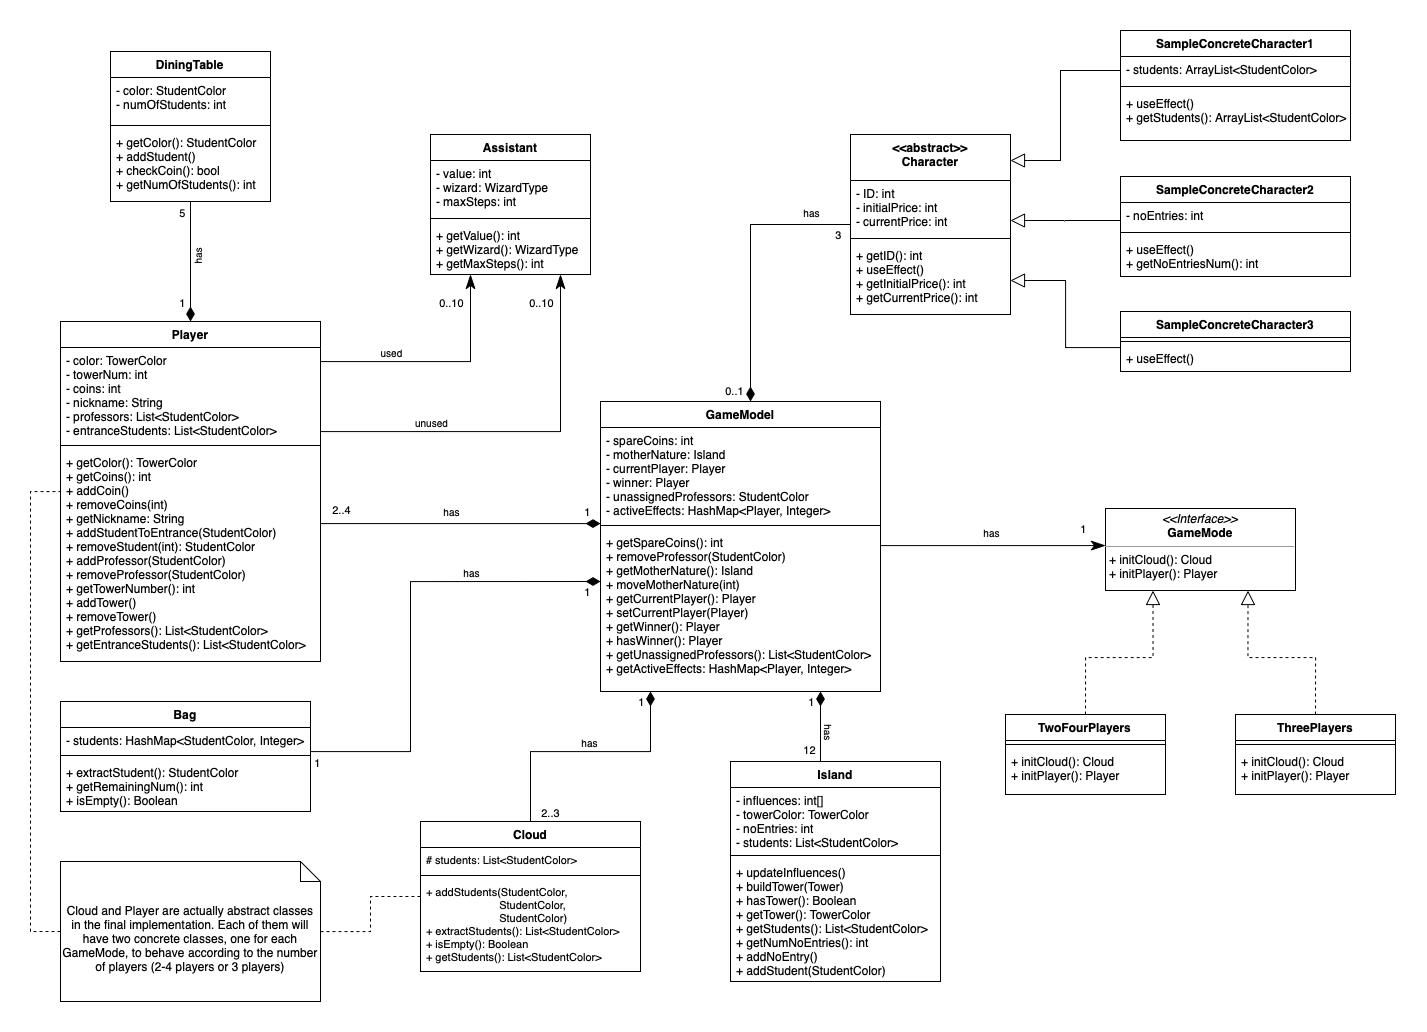 DiningTable
- color: StudentColor
- numOfStudents: int
+ getColor(): StudentColor
+ addStudent()
+ checkCoin(): bool
+ getNumOfStudents(): int
5
has
1
Assistant
- value: int
- wizard: WizardType
- maxSteps: int
+ getValue(): int
+ getWizard(): WizardType
+ getMaxSteps(): int
0..10
0..10
used
unused
<<abstract>>
Character
- ID: int
- initialPrice: int
- currentPrice: int
+ getID(): int
+ useEffect()
+ getInitialPrice(): int
+ getCurrentPrice(): int
has
3
0..1
SampleConcreteCharacter1
- students: ArrayList<StudentColor>
+ useEffect()
+ getStudents(): ArrayList<StudentColor>
SampleConcreteCharacter2
- noEntries: int
+ useEffect()
+ getNoEntriesNum(): int
SampleConcreteCharacter3
+ useEffect()
Player
- color: TowerColor
- towerNum: int
- coins: int
- nickname: String
- professors: List<StudentColor>
- entranceStudents: List<StudentColor>
+ getColor(): TowerColor
+ getCoins(): int
+ addCoin()
+ removeCoins(int)
+ getNickname: String
+ addStudentToEntrance(StudentColor)
+ removeStudent(int): StudentColor
+ addProfessor(StudentColor)
+ removeProfessor(StudentColor)
+ getTowerNumber(): int
+ addTower()
+ removeTower()
+ getProfessors(): List<StudentColor>
+ getEntranceStudents(): List<StudentColor>
2..4
has
1
has
1
GameModel
- spareCoins: int
- motherNature: Island
- currentPlayer: Player
- winner: Player
- unassignedProfessors: StudentColor
- activeEffects: HashMap<Player, Integer>
+ getSpareCoins(): int
+ removeProfessor(StudentColor)
+ getMotherNature(): Island
+ moveMotherNature(int)
+ getCurrentPlayer: Player
+ setCurrentPlayer(Player)
+ getWinner(): Player
+ hasWinner(): Player
+ getUnassignedProfessors(): List<StudentColor>
+ getActiveEffects: HashMap<Player, Integer>
has
1
<<Interface>>
GameMode
+ initCloud(): Cloud
+ initPlayer(): Player
TwoFourPlayers
+ initCloud(): Cloud
+ initPlayer(): Player
ThreePlayers
+ initCloud(): Cloud
+ initPlayer(): Player
Bag
- students: HashMap<StudentColor, Integer>
+ extractStudent(): StudentColor
+ getRemainingNum(): int
+ isEmpty(): Boolean
1
1
has
2..3
1
has
12
Cloud
# students: List<StudentColor>
+ addStudents(StudentColor,
StudentColor,
StudentColor)
+ extractStudents(): List<StudentColor>
+ isEmpty(): Boolean
+ getStudents(): List<StudentColor>
Island
- influences: int[]
- towerColor: TowerColor
- noEntries: int
- students: List<StudentColor>
+ updateInfluences()
+ buildTower(Tower)
+ hasTower(): Boolean
+ getTower(): TowerColor
+ getStudents(): List<StudentColor>
+ getNumNoEntries(): int
+ addNoEntry()
+ addStudent(StudentColor)
Cloud and Player are actually abstract classes
in the final implementation. Each of them will
have two concrete classes, one for each
GameMode, to behave according to the number
of players (2-4 players or 3 players)